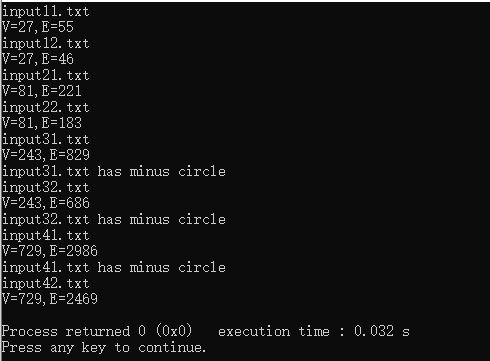 input11.txt
V=27,E=55
input12.txt
V=27,E=46
input21.txt
V=81,E=221
input22.txt
V=81,E=183
input31.txt
V=243,E=829
input31.txt has minus circle
input32.txt
V=243,E=686
input32.txt has minus circle
input41.txt
V=729,E=2986
input41.txt has minus circle
input42.txt
V=729,E=2469
Process returned 0 (0x0)   execution time : 0.032 s
Press any key to continue.